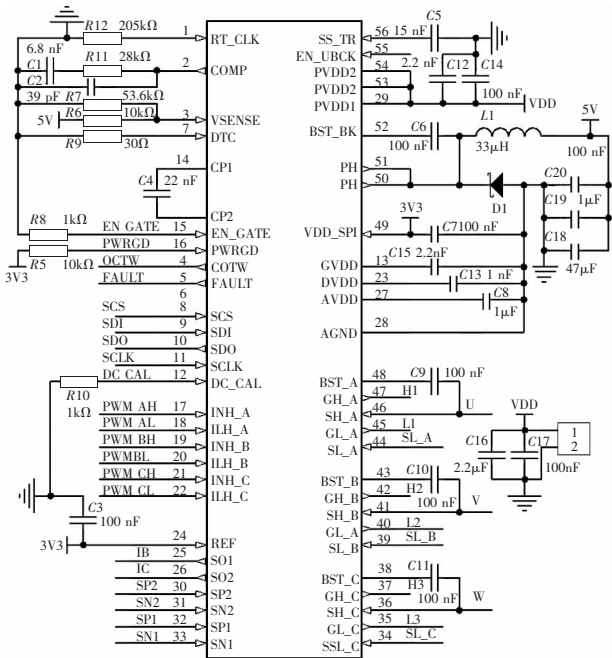 R12 205kΩ
1 RT_CLK
6.8 nF
C1 R11 28kΩ
2 COMP
C2
39 pF R7 53.6kΩ
5V R6 10kΩ 3 VSENSE
7 DTC
R9 30Ω
14 CP1
C4 22 nF
CP2
R8 1kΩ EN GATE 15 EN_GATE
PWRGD 16 PWRGD
3V3 R5 10kΩ OCTW 4 COTW
FAULT 5 FAULT
6
SCS 8 SCS
SDI 9 SDI
SDO 10 SDO
SCLK 11 SCLK
DC CAL 12 DC_CAL
R10
1kΩ
PWM AH 17 INH_A
PWM AL 18 ILH_A
PWM BH 19 INH_B
PWMBL 20 ILH_B
PWM CH 21 INH_C
PWM CL 22 ILH_C
C3
100 nF
3V3 24 REF
IB 25 SO1
IC 26 SO2
SP2 30 SP2
SN2 31 SN2
SP1 32 SP1
SN1 33 SN1
SS_TR 56 15 nF C5
EN_UBCK 55
PVDD2 54 2.2 nF C12 C14
PVDD2 53
100 nF
PVDD1 29 VDD
BST_BK 52 C6
100 nF
L1
33μH
5V
100 nF
PH 51
PH 50
D1
C20
1μF
C19
C18
47μF
3V3
VDD_SPI 49 C7100 nF
C15 2.2nF
GVDD 13
DVDD 23 C13 1 nF
AVDD 27 C8
1μF
AGND 28
BST_A 48 C9 100 nF
GH_A 47 H1
SH_A 46 U
GL_A 45 L1
SL_A 44 SL_A
VDD
C16 C17
2.2μF 100nF
1
2
BST_B 43 C10
GH_B 42 H2 100 nF
SH_B 41 V
GL_A 40 L2
SL_B 39 SL_B
BST_C 38 C11
GH_C 37 H3 100 nF
SH_C 36 W
GL_C 35 L3
SSL_C 34 SL_C